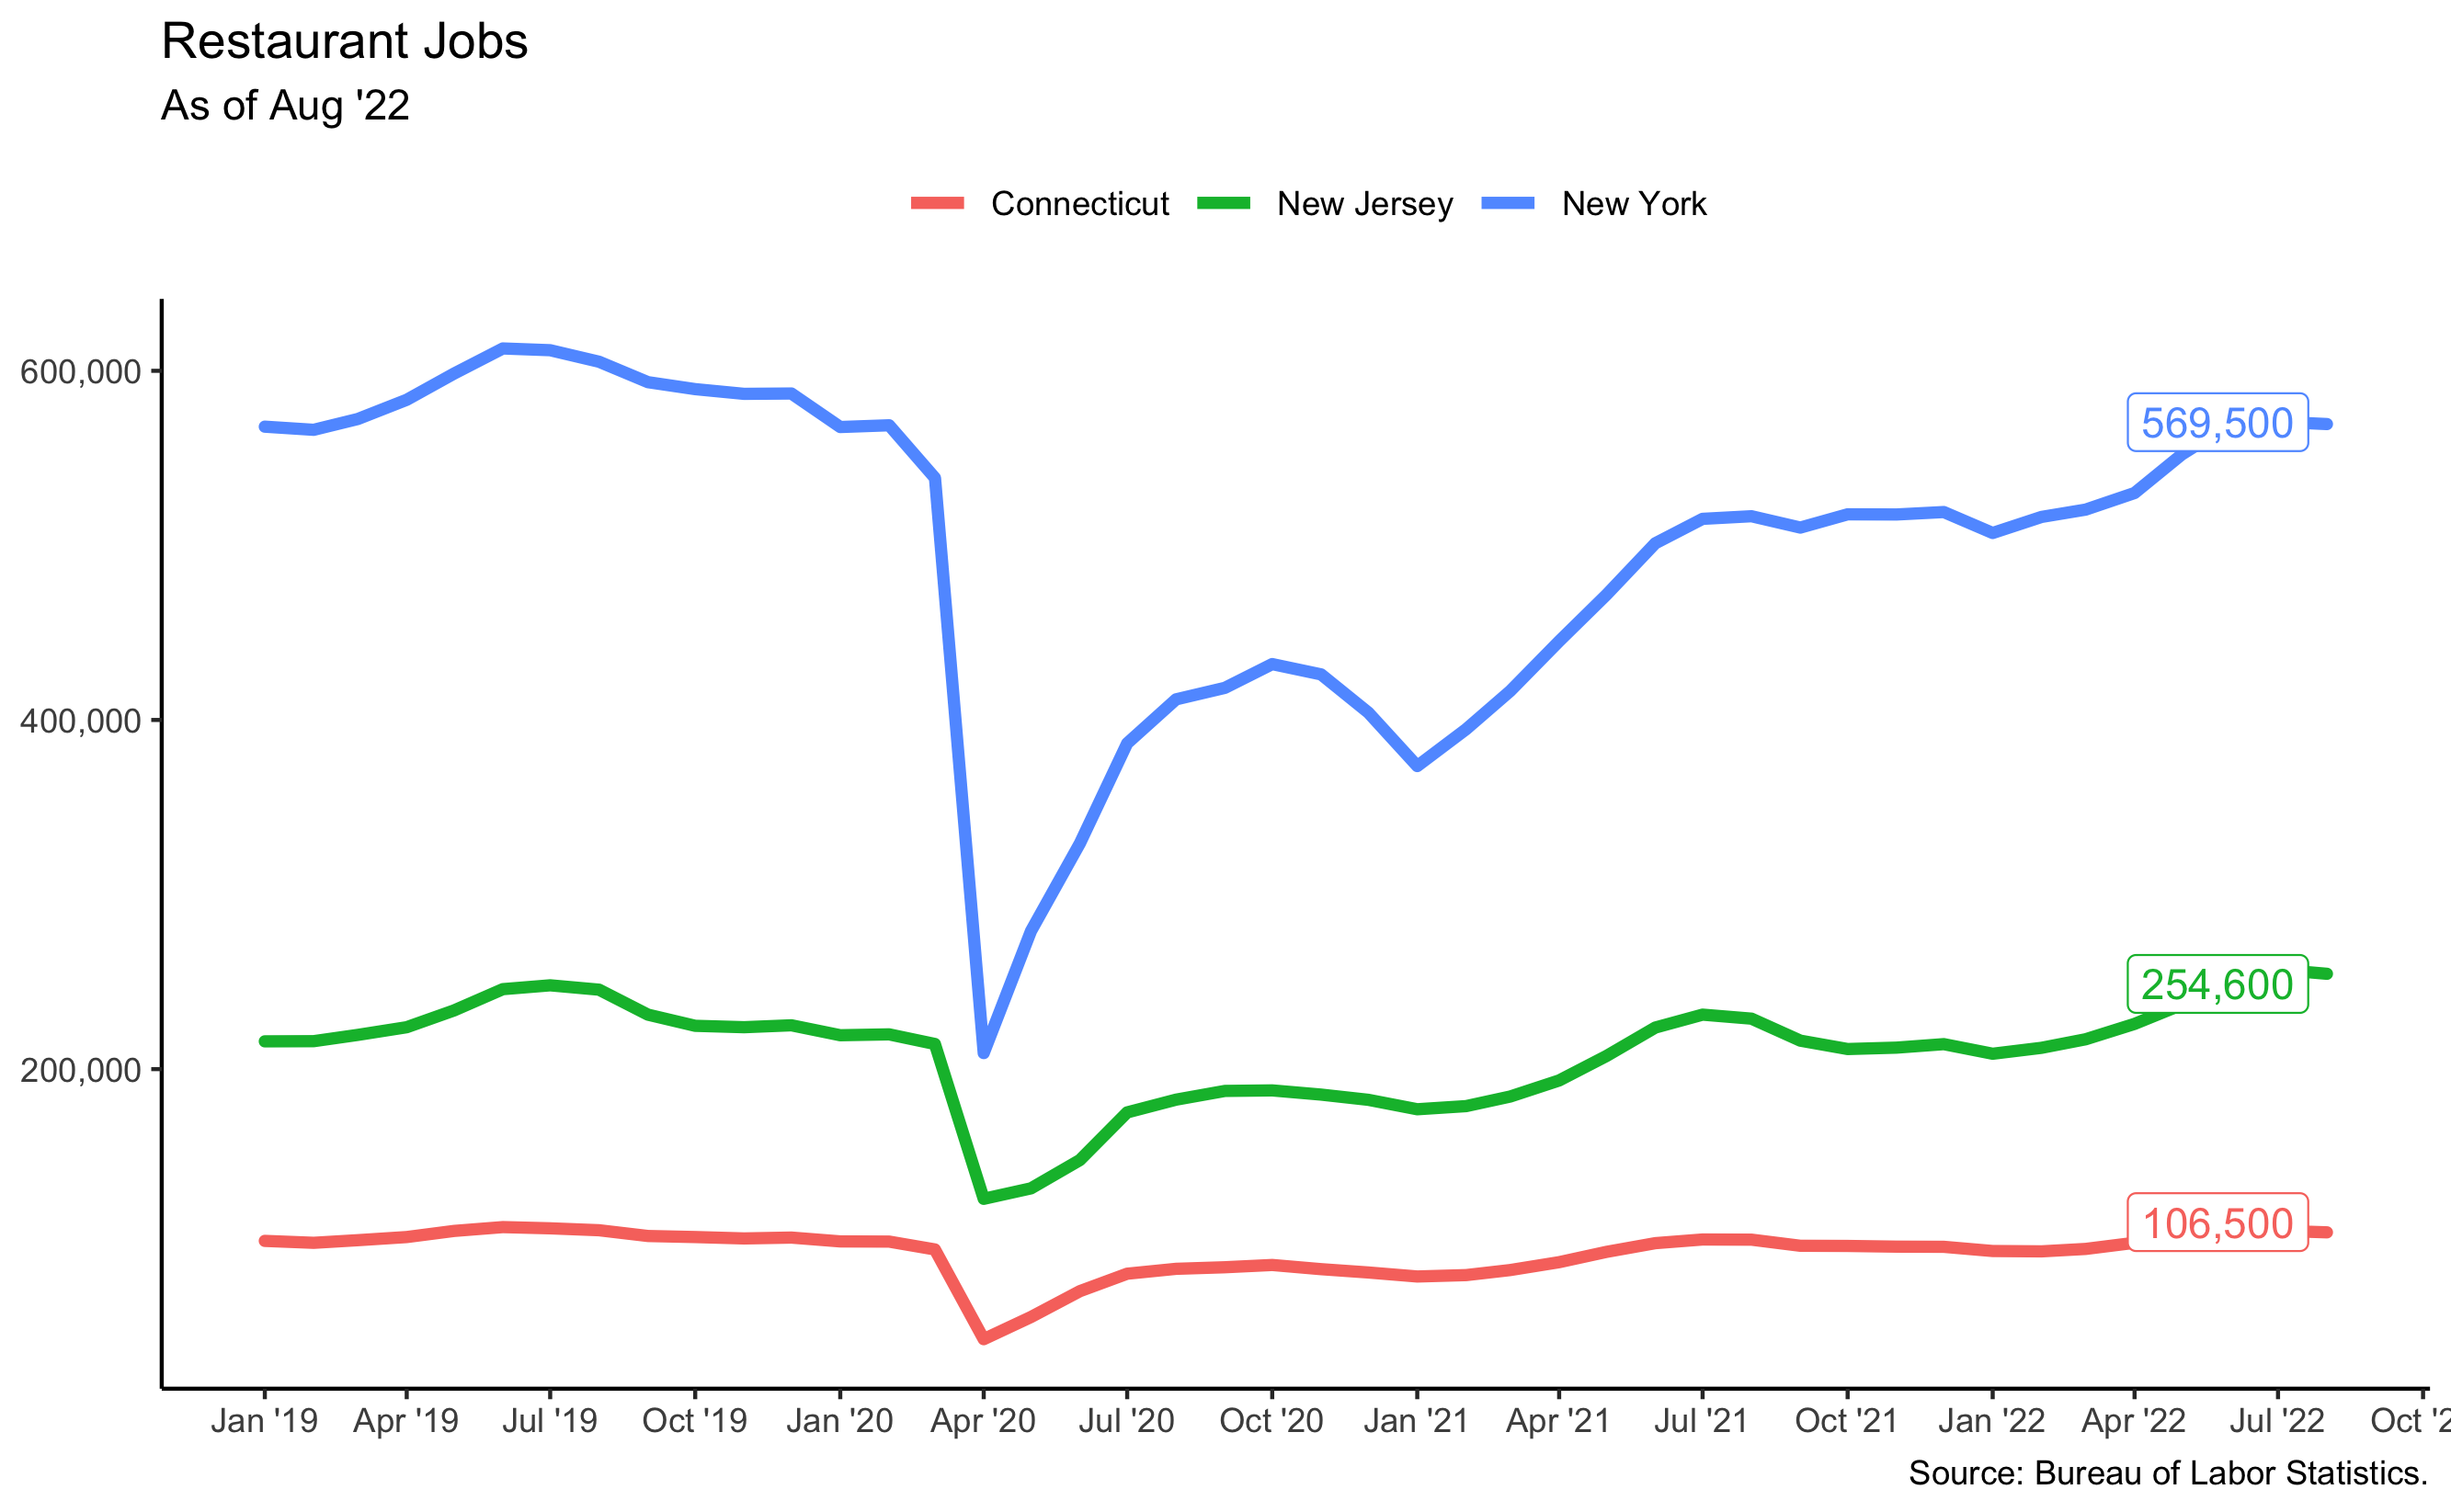 Restaurant Jobs
As of Aug '22
Connecticut New Jersey New York
600,000
400,000
200,000
569,500
254,600
106,500
Jan '19 Apr '19 Jul '19 Oct '19 Jan '20 Apr '20 Jul '20 Oct '20 Jan '21 Apr '21 Jul '21 Oct '21 Jan '22 Apr '22 Jul '22 Oct '2
Source: Bureau of Labor Statistics.